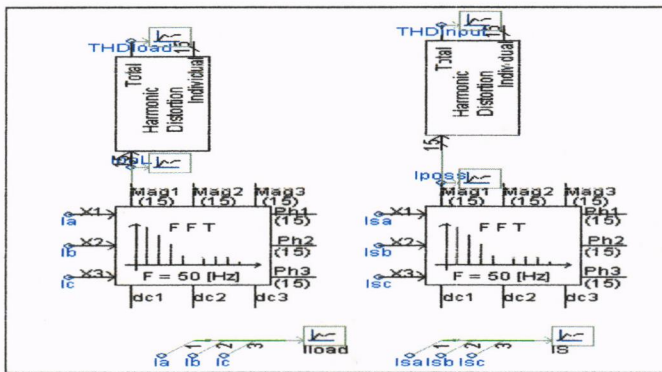 THDload
15
Total
Harmonic
Distortion
Individual
15
Mag1 Mag2 Mag3
(15) (15) (15)
Ia X1
Ib X2
Ic X3
FFT
F = 50 [Hz]
Ph1
(15)
Ph2
(15)
Ph3
(15)
dc1 dc2 dc3
Ia Ib Ic
1 2 3
Iload
THDinput
15
Total
Harmonic
Distortion
Individual
15
Iposs
Mag1 Mag2 Mag3
(15) (15) (15)
Isa X1
Isb X2
Isc X3
FFT
F = 50 [Hz]
Ph1
(15)
Ph2
(15)
Ph3
(15)
dc1 dc2 dc3
Isa Isb Isc
1 2 3
IS